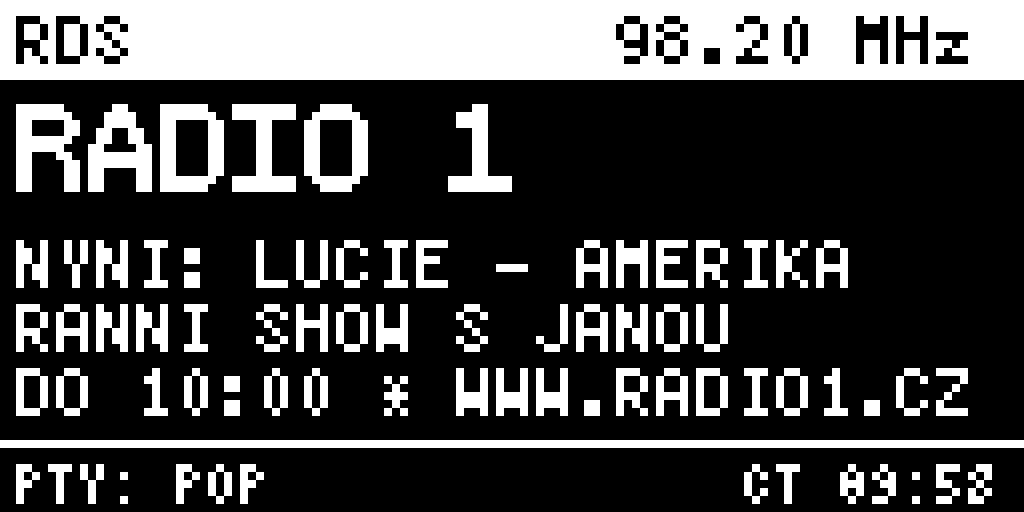 RDS 98.20 MHz
RADIO 1
NYNI: LUCIE - AMERIKA
RANNI SHOW S JANOU
DO 10:00 * WWW.RADIO1.CZ
PTY: POP CT 09:58